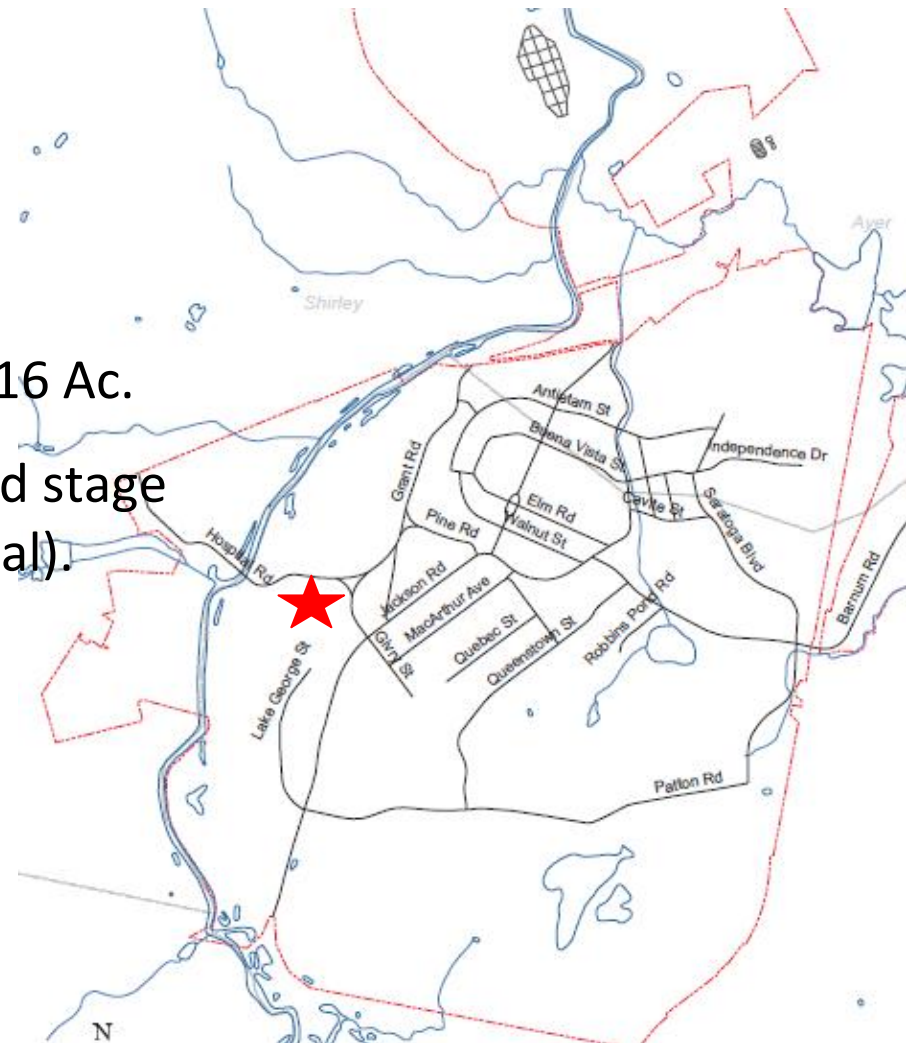 Ayer
Shirley
16 Ac.
d stage
al).
Antietam St
Buena Vista St
Independence Dr
Grant Rd
Elm Rd
Cavite St
Saratoga Blvd
Pine Rd
Walnut St
Hospital Rd
Jackson Rd
MacArthur Ave
Barnum Rd
Robbins Pond Rd
Quebec St
Queenstown St
Givry St
Lake George St
Patton Rd
N